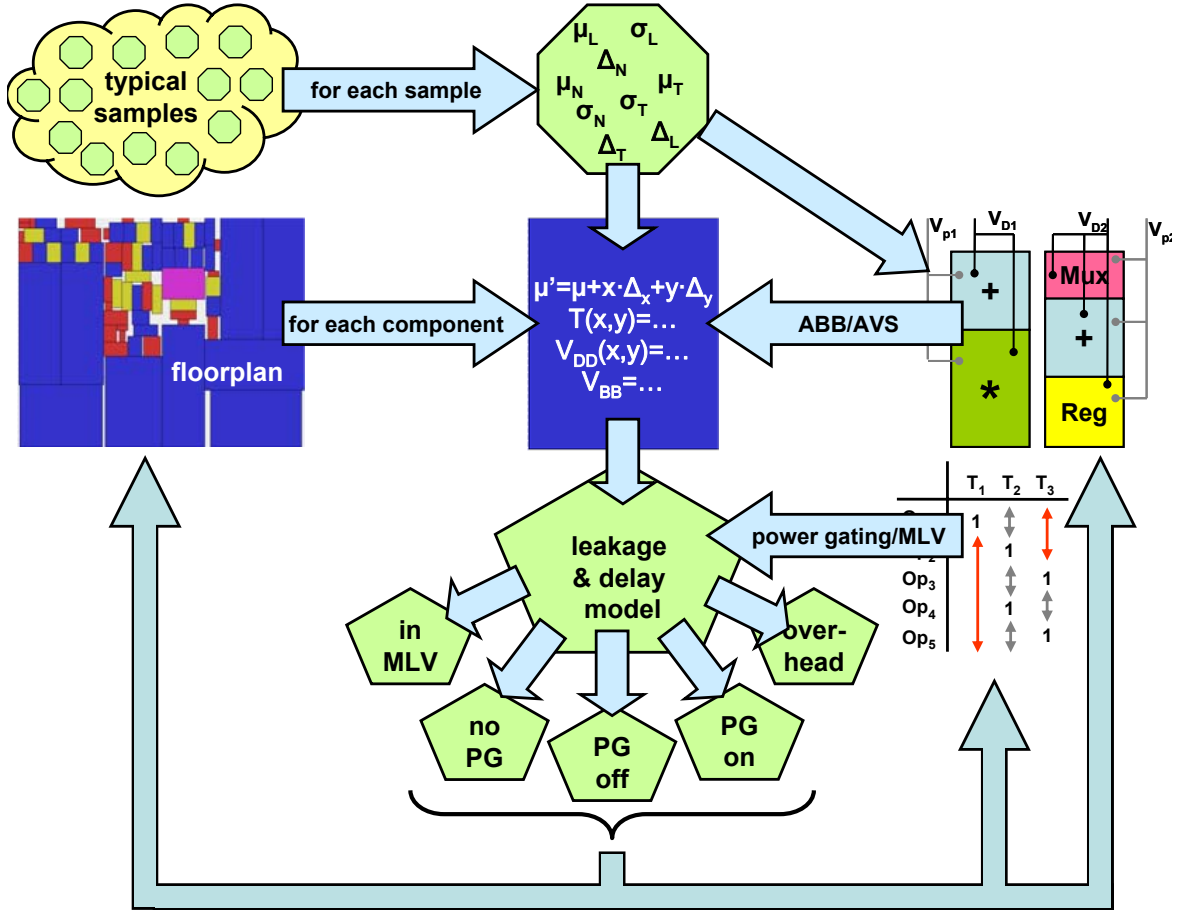 typical
samples
for each sample
μL σL
ΔN
μN μT
σN σT
ΔT ΔL
floorplan
for each component
μ'=μ+x·Δx+y·Δy
T(x,y)=...
VDD(x,y)=...
VBB=...
ABB/AVS
Vp1 VD1 VD2 Vp2
+
*
Mux
+
Reg
T1 T2 T3
1
1
Op3 1
Op4 1
Op5 1
power gating/MLV
leakage
& delay
model
in
MLV
no
PG
PG
off
PG
on
over-
head